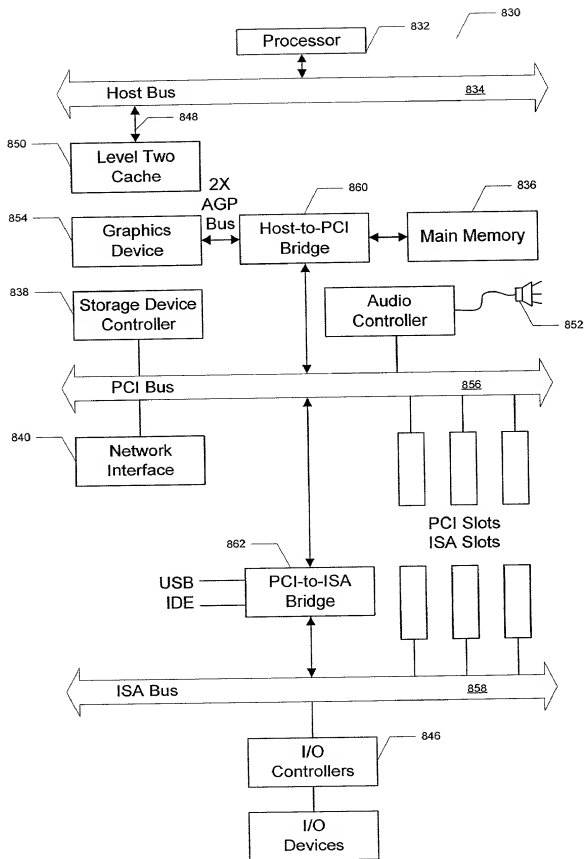 Processor
832
830
Host Bus
834
848
850
Level Two
Cache
2X
AGP
Bus
860
836
854
Graphics
Device
Host-to-PCI
Bridge
Main Memory
838
Storage Device
Controller
Audio
Controller
852
PCI Bus
856
840
Network
Interface
PCI Slots
ISA Slots
862
USB
IDE
PCI-to-ISA
Bridge
ISA Bus
858
846
I/O
Controllers
I/O
Devices